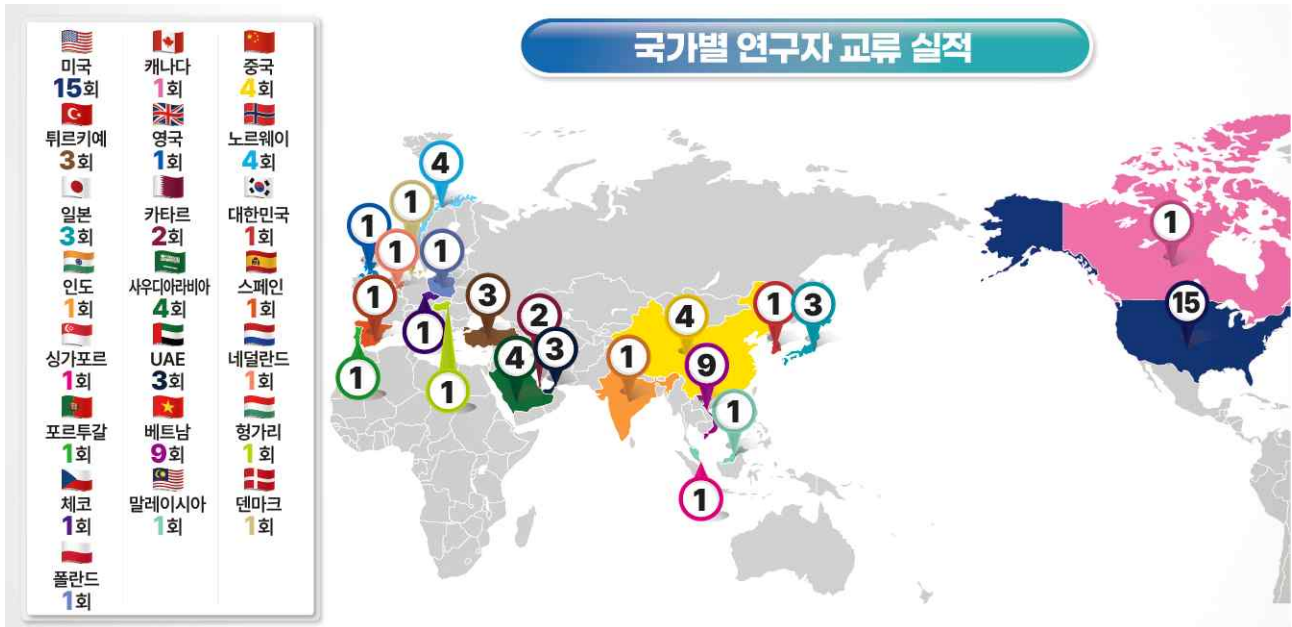 국가별 연구자 교류 실적
미국 캐나다 중국
15회 1회 4회
튀르키예 영국 노르웨이
3회 1회 4회
일본 카타르 대한민국
3회 2회 1회
인도 사우디아라비아 스페인
1회 4회 1회
싱가포르 UAE 네덜란드
1회 3회 1회
포르투갈 베트남 헝가리
1회 9회 1회
체코 말레이시아 덴마크
1회 1회 1회
폴란드
1회
4
1
1
1
1
1
3
1
2
4
3
1
1
1
4
1
3
9
1
1
1
15